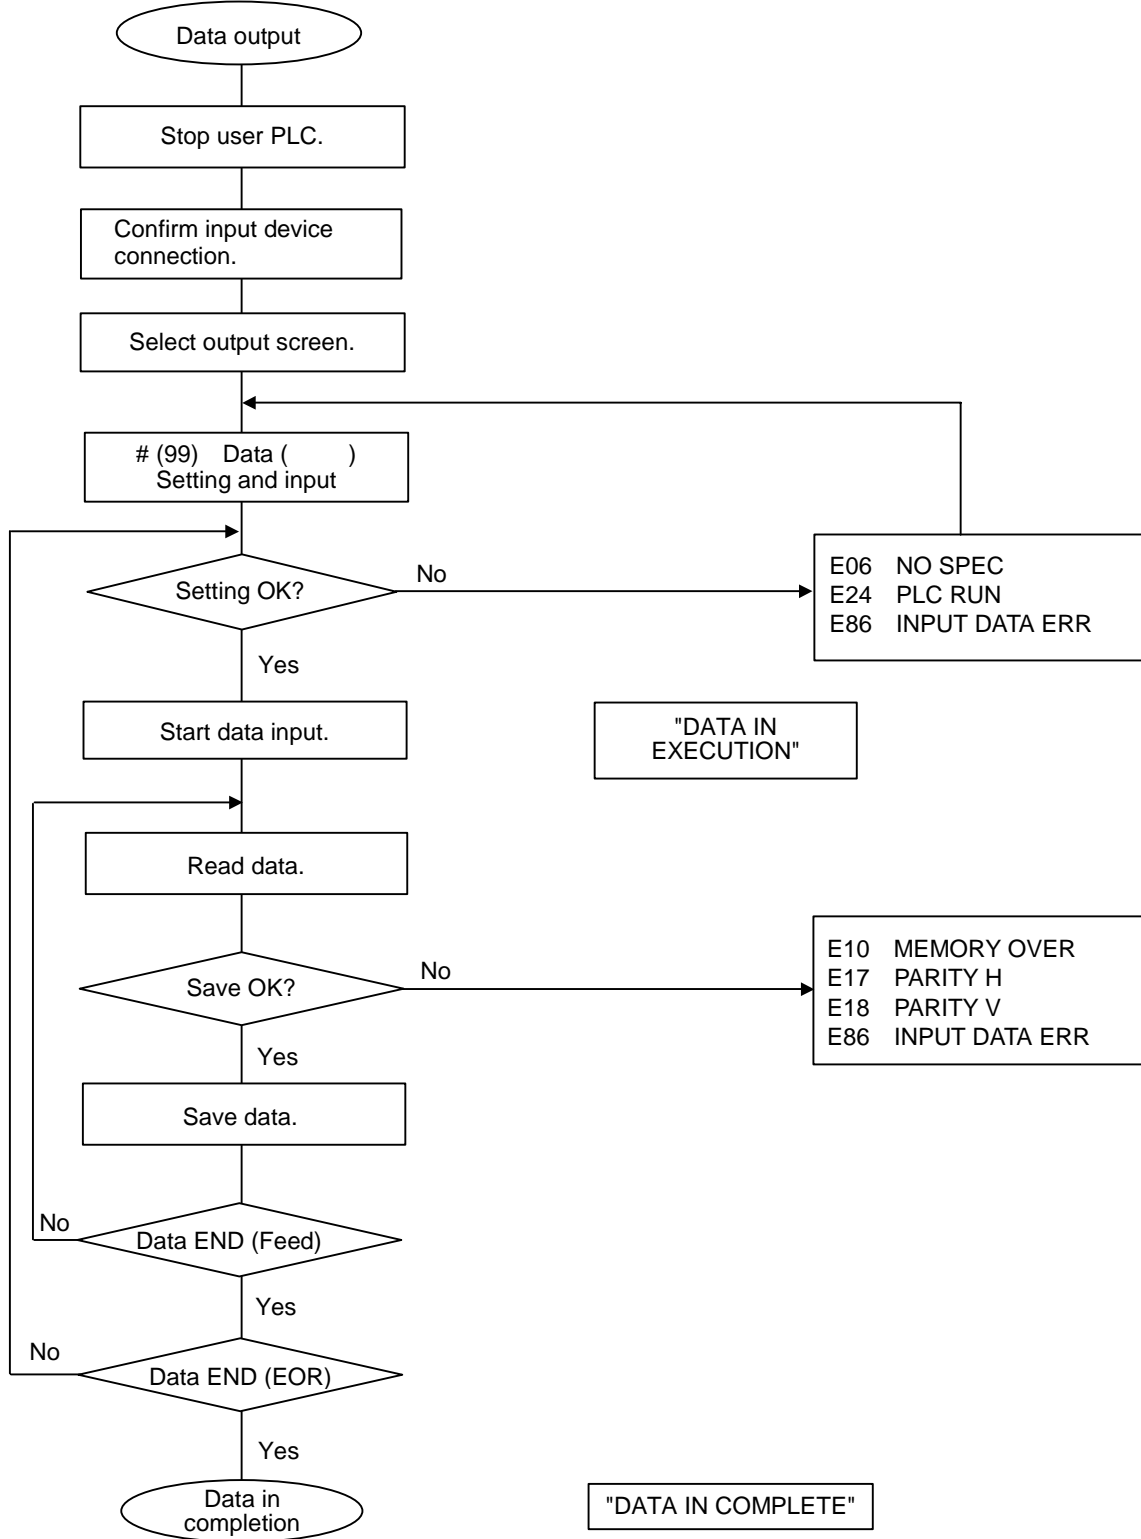 Data output
Stop user PLC.
Confirm input device
connection.
Select output screen.
# (99) Data ( )
Setting and input
Setting OK?
No
E06 NO SPEC
E24 PLC RUN
E86 INPUT DATA ERR
Yes
Start data input.
"DATA IN
EXECUTION"
Read data.
Save OK?
No
E10 MEMORY OVER
E17 PARITY H
E18 PARITY V
E86 INPUT DATA ERR
Yes
Save data.
No
Data END (Feed)
Yes
No
Data END (EOR)
Yes
Data in
completion
"DATA IN COMPLETE"